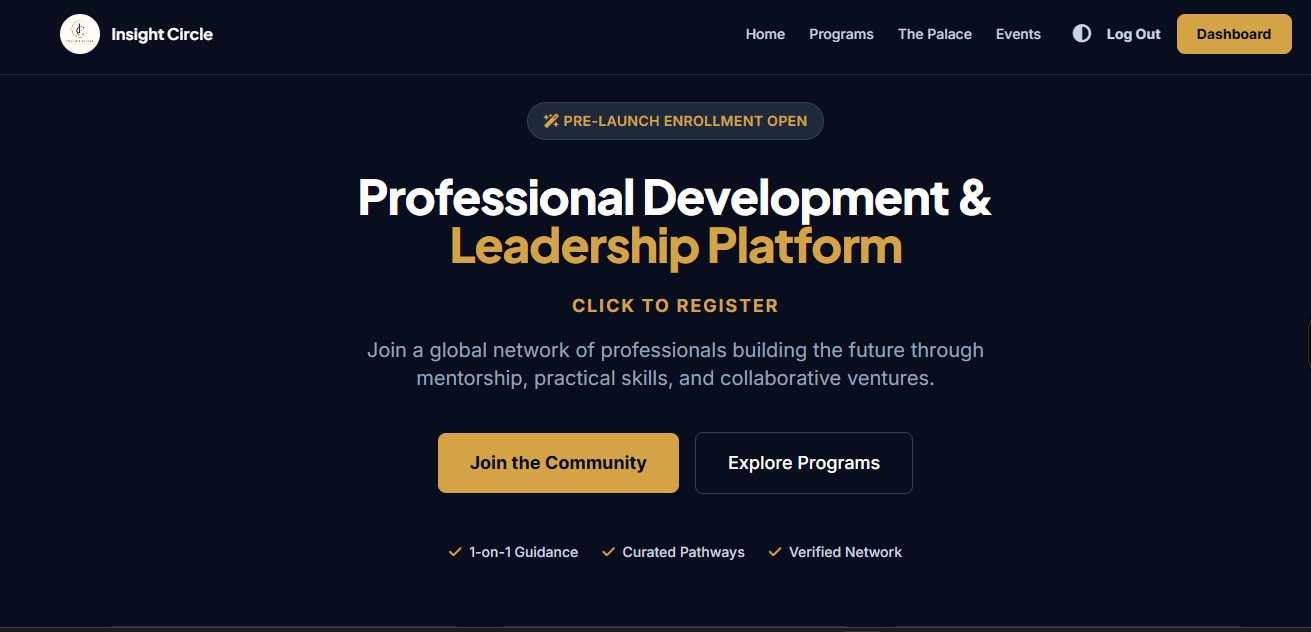 Insight Circle
Home
Programs
The Palace
Events
Log Out
Dashboard
PRE-LAUNCH ENROLLMENT OPEN
Professional Development &
Leadership Platform
CLICK TO REGISTER
Join a global network of professionals building the future through
mentorship, practical skills, and collaborative ventures.
Join the Community
Explore Programs
1-on-1 Guidance
Curated Pathways
Verified Network